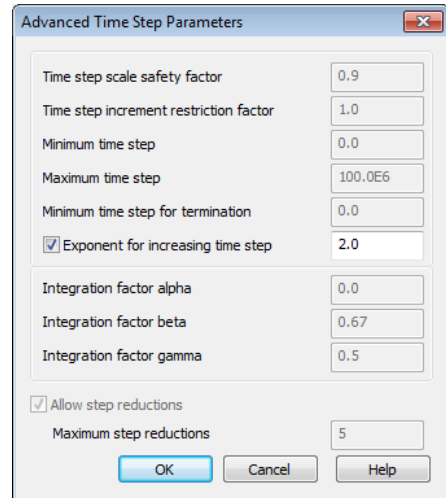 Advanced Time Step Parameters
Time step scale safety factor 0.9
Time step increment restriction factor 1.0
Minimum time step 0.0
Maximum time step 100.0E6
Minimum time step for termination 0.0
Exponent for increasing time step 2.0
Integration factor alpha 0.0
Integration factor beta 0.67
Integration factor gamma 0.5
Allow step reductions
Maximum step reductions 5
OK Cancel Help